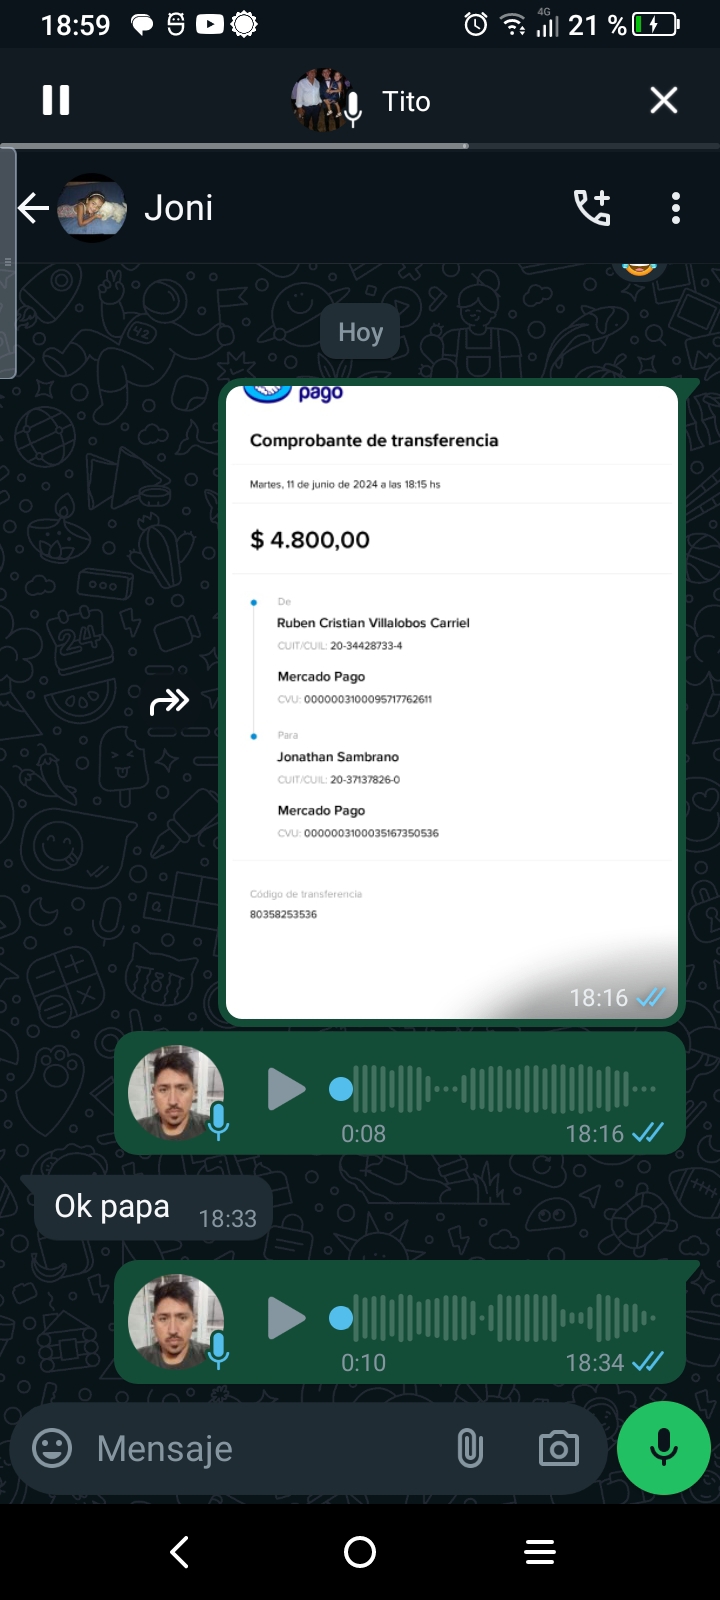 18:59
4G
21 %
Tito
Joni
Hoy
pago
Comprobante de transferencia
Martes, 11 de junio de 2024 a las 18:15 hs
$ 4.800,00
De
Ruben Cristian Villalobos Carriel
CUIT/CUIL: 20-34428733-4
Mercado Pago
CVU: 0000003100095717762611
Para
Jonathan Sambrano
CUIT/CUIL: 20-37137826-0
Mercado Pago
CVU: 0000003100035167350536
Código de transferencia
80358253536
18:16
0:08
18:16
Ok papa
18:33
0:10
18:34
Mensaje